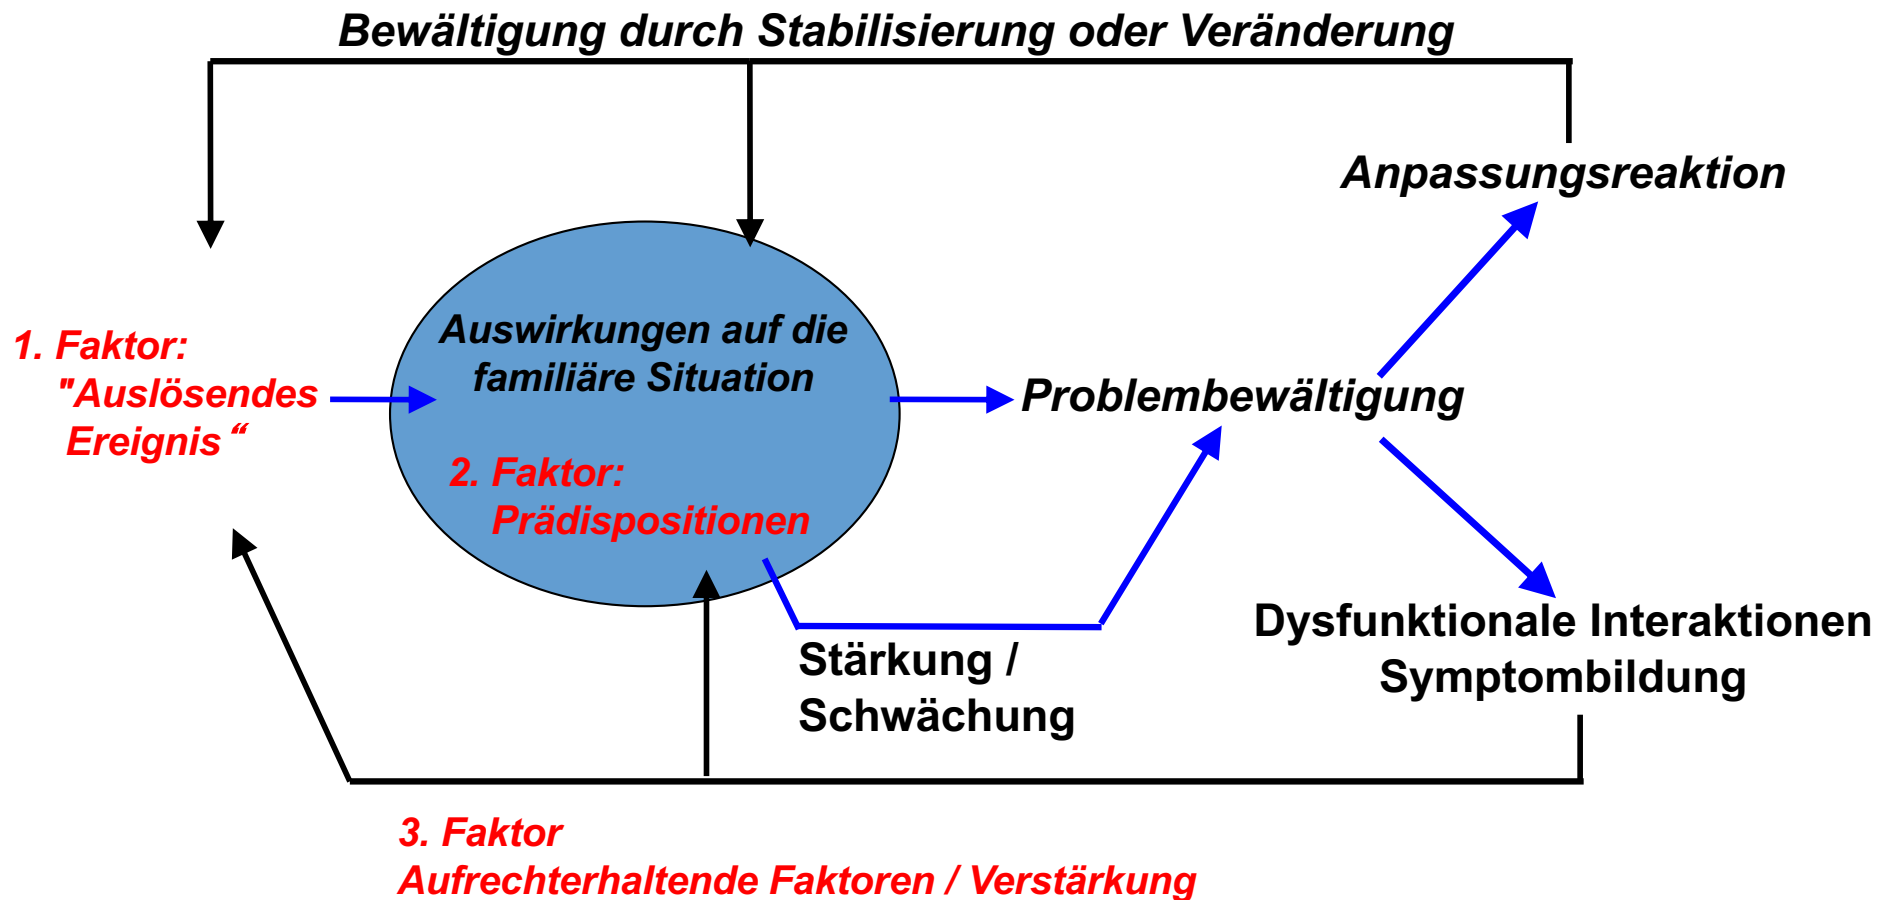 Bewältigung durch Stabilisierung oder Veränderung
Anpassungsreaktion
1. Faktor:
"Auslösendes
Ereignis“
Auswirkungen auf die
familiäre Situation
2. Faktor:
Prädispositionen
Problembewältigung
Stärkung /
Schwächung
Dysfunktionale Interaktionen
Symptombildung
3. Faktor
Aufrechterhaltende Faktoren / Verstärkung